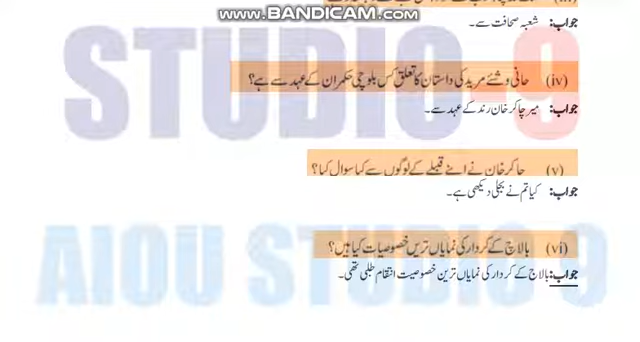 www.BANDICAM.com
جواب: شعبہ صحافت سے۔
(iv) حانی و شئے مرید کی داستان کا تعلق کس بلوچی حکمران کے عہد سے ہے؟
جواب: میر چاکر خان رند کے عہد سے۔
(v) چاکر خان نے اپنے قبیلے کے لوگوں سے کیا سوال کیا؟
جواب: کیا تم نے بجلی دیکھی ہے۔
(vi) بالاچ کے کردار کی نمایاں ترین خصوصیات کیا ہیں؟
جواب: بالاچ کے کردار کی نمایاں ترین خصوصیت انتقام طلبی تھی۔
STUDIO 9
AIOU STUDIO 9